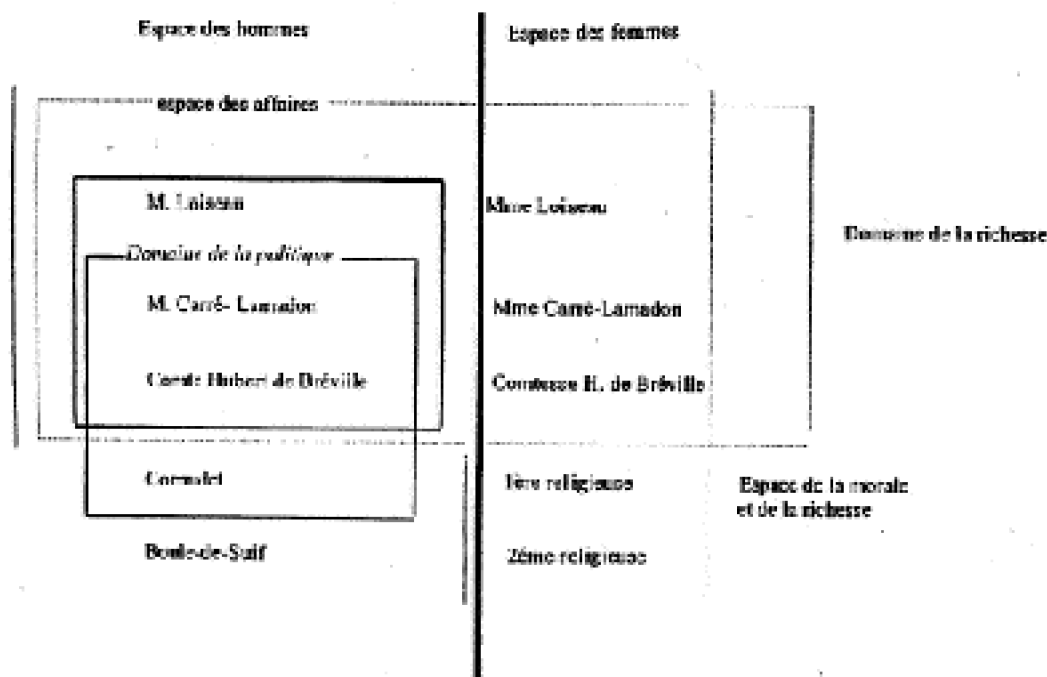 Espace des hommes
Espace des femmes
espace des affaires
M. Loiseau
Mme Loiseau
Domaine de la richesse
Domaine de la politique
M. Carré- Lamadon
Mme Carré-Lamadon
Comte Hubert de Bréville
Comtesse H. de Bréville
Cornudet
1ère religieuse
Espace de la morale
et de la richesse
Boule-de-Suif
2ème religieuse